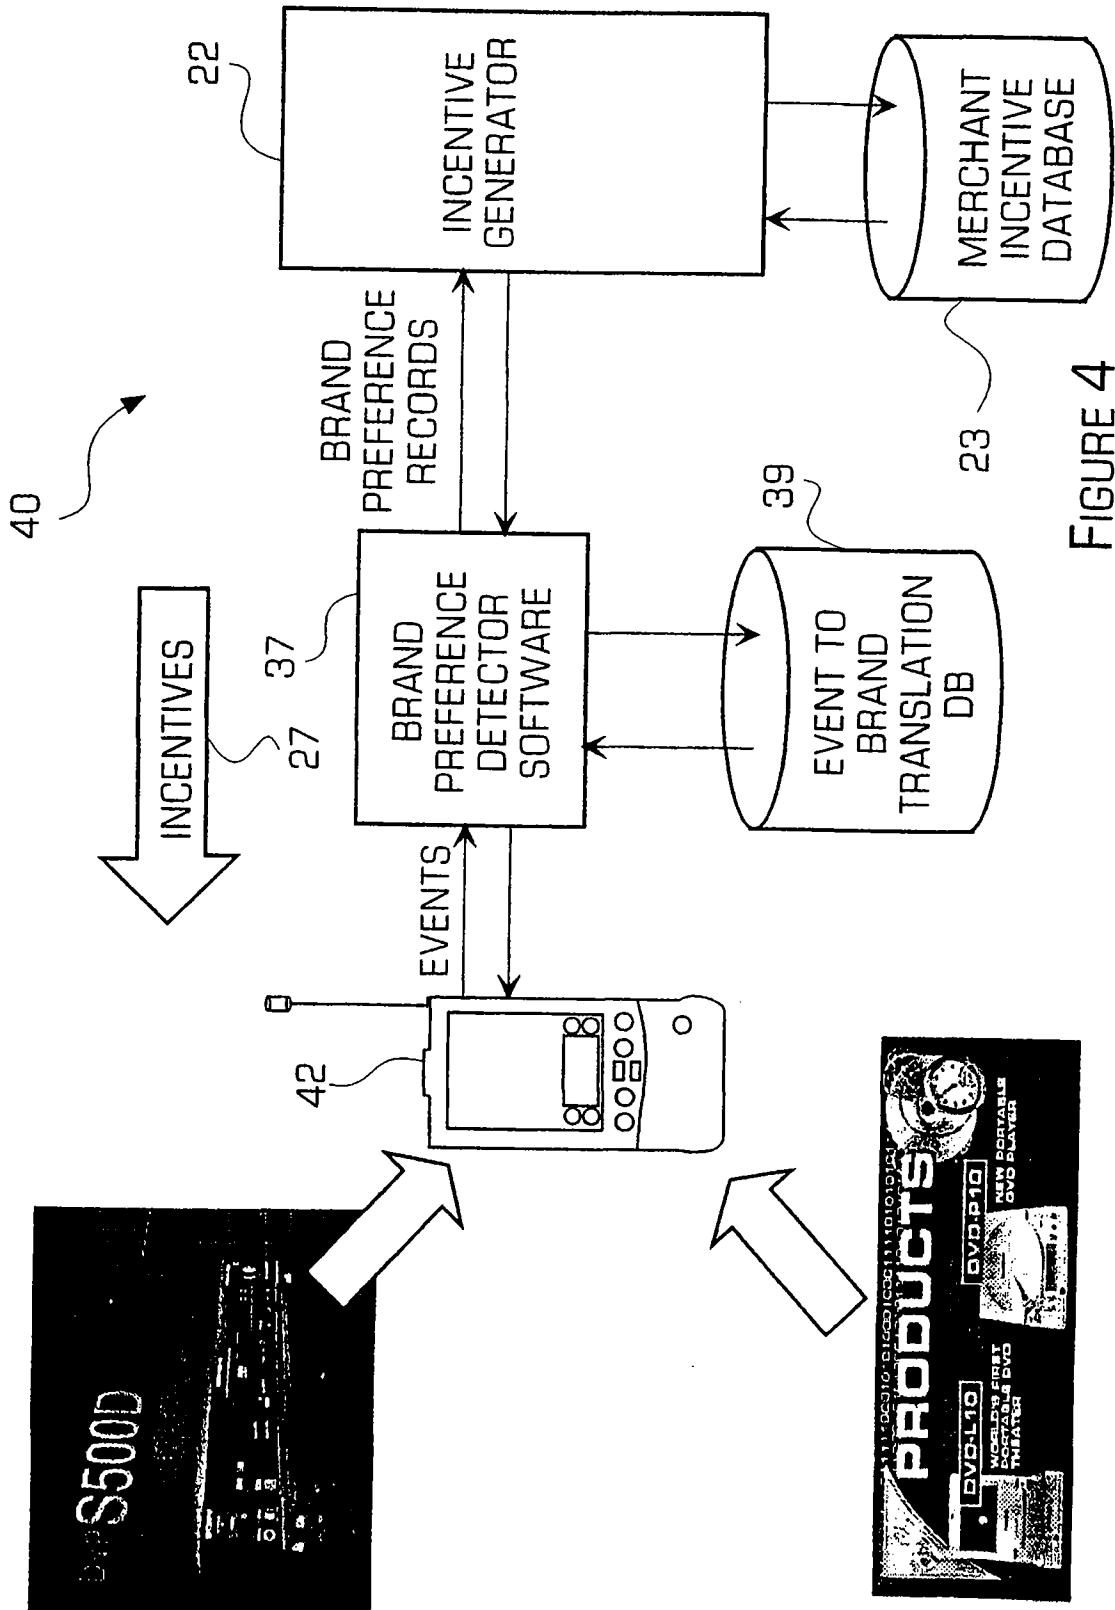 40
INCENTIVES
27
22
INCENTIVE
GENERATOR
BRAND
PREFERENCE
RECORDS
37
BRAND
PREFERENCE
DETECTOR
SOFTWARE
EVENTS
42
EVENT TO
BRAND
TRANSLATION
DB
39
MERCHANT
INCENTIVE
DATABASE
23
S500D
PRODUCTS
DVD-L10
WORLD'S FIRST
PORTABLE DVD
THEATER
DVD-P10
NEW PORTABLE
DVD PLAYER
FIGURE 4